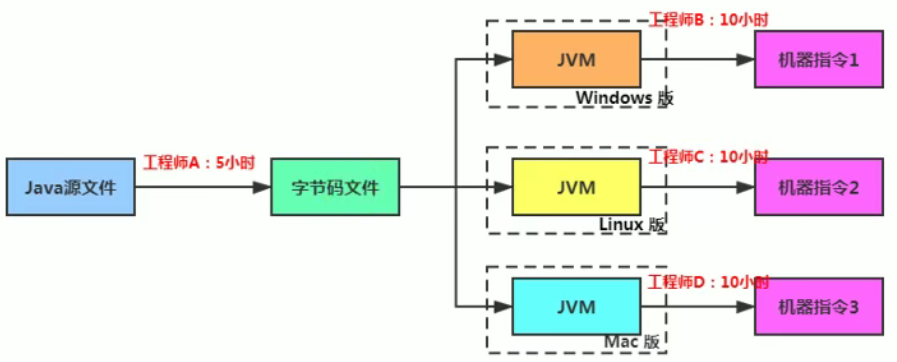 工程师B：10小时
JVM
机器指令1
Windows 版
工程师A：5小时
Java源文件
字节码文件
工程师C：10小时
JVM
机器指令2
Linux 版
工程师D：10小时
JVM
机器指令3
Mac 版